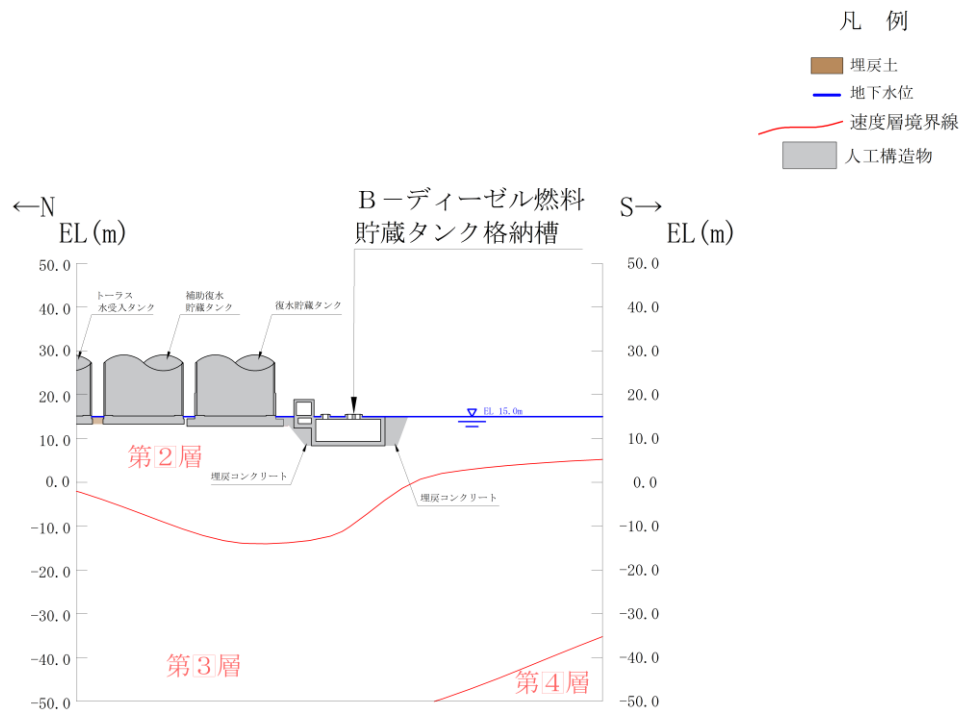 凡 例
埋戻土
地下水位
速度層境界線
人工構造物
←N
EL(m)
B－ディーゼル燃料
貯蔵タンク格納槽
S→
EL(m)
50.0
40.0
30.0
20.0
10.0
0.0
-10.0
-20.0
-30.0
-40.0
-50.0
トーラス
水受入タンク
補助復水
貯蔵タンク
復水貯蔵タンク
EL 15.0m
第2層
埋戻コンクリート
埋戻コンクリート
第3層
第4層
50.0
40.0
30.0
20.0
10.0
0.0
-10.0
-20.0
-30.0
-40.0
-50.0